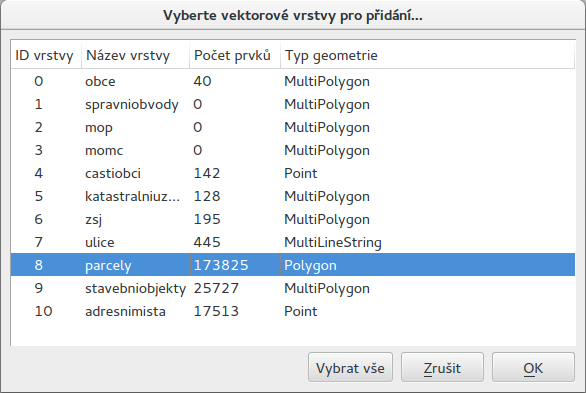 Vyberte vektorové vrstvy pro přidání...
ID vrstvy Název vrstvy Počet prvků Typ geometrie
0 obce 40 MultiPolygon
1 spravniobvody 0 MultiPolygon
2 mop 0 MultiPolygon
3 momc 0 MultiPolygon
4 castiobci 142 Point
5 katastralniuz... 128 MultiPolygon
6 zsj 195 MultiPolygon
7 ulice 445 MultiLineString
8 parcely 173825 Polygon
9 stavebniobjekty 25727 MultiPolygon
10 adresnimista 17513 Point
Vybrat vše Zrušit OK